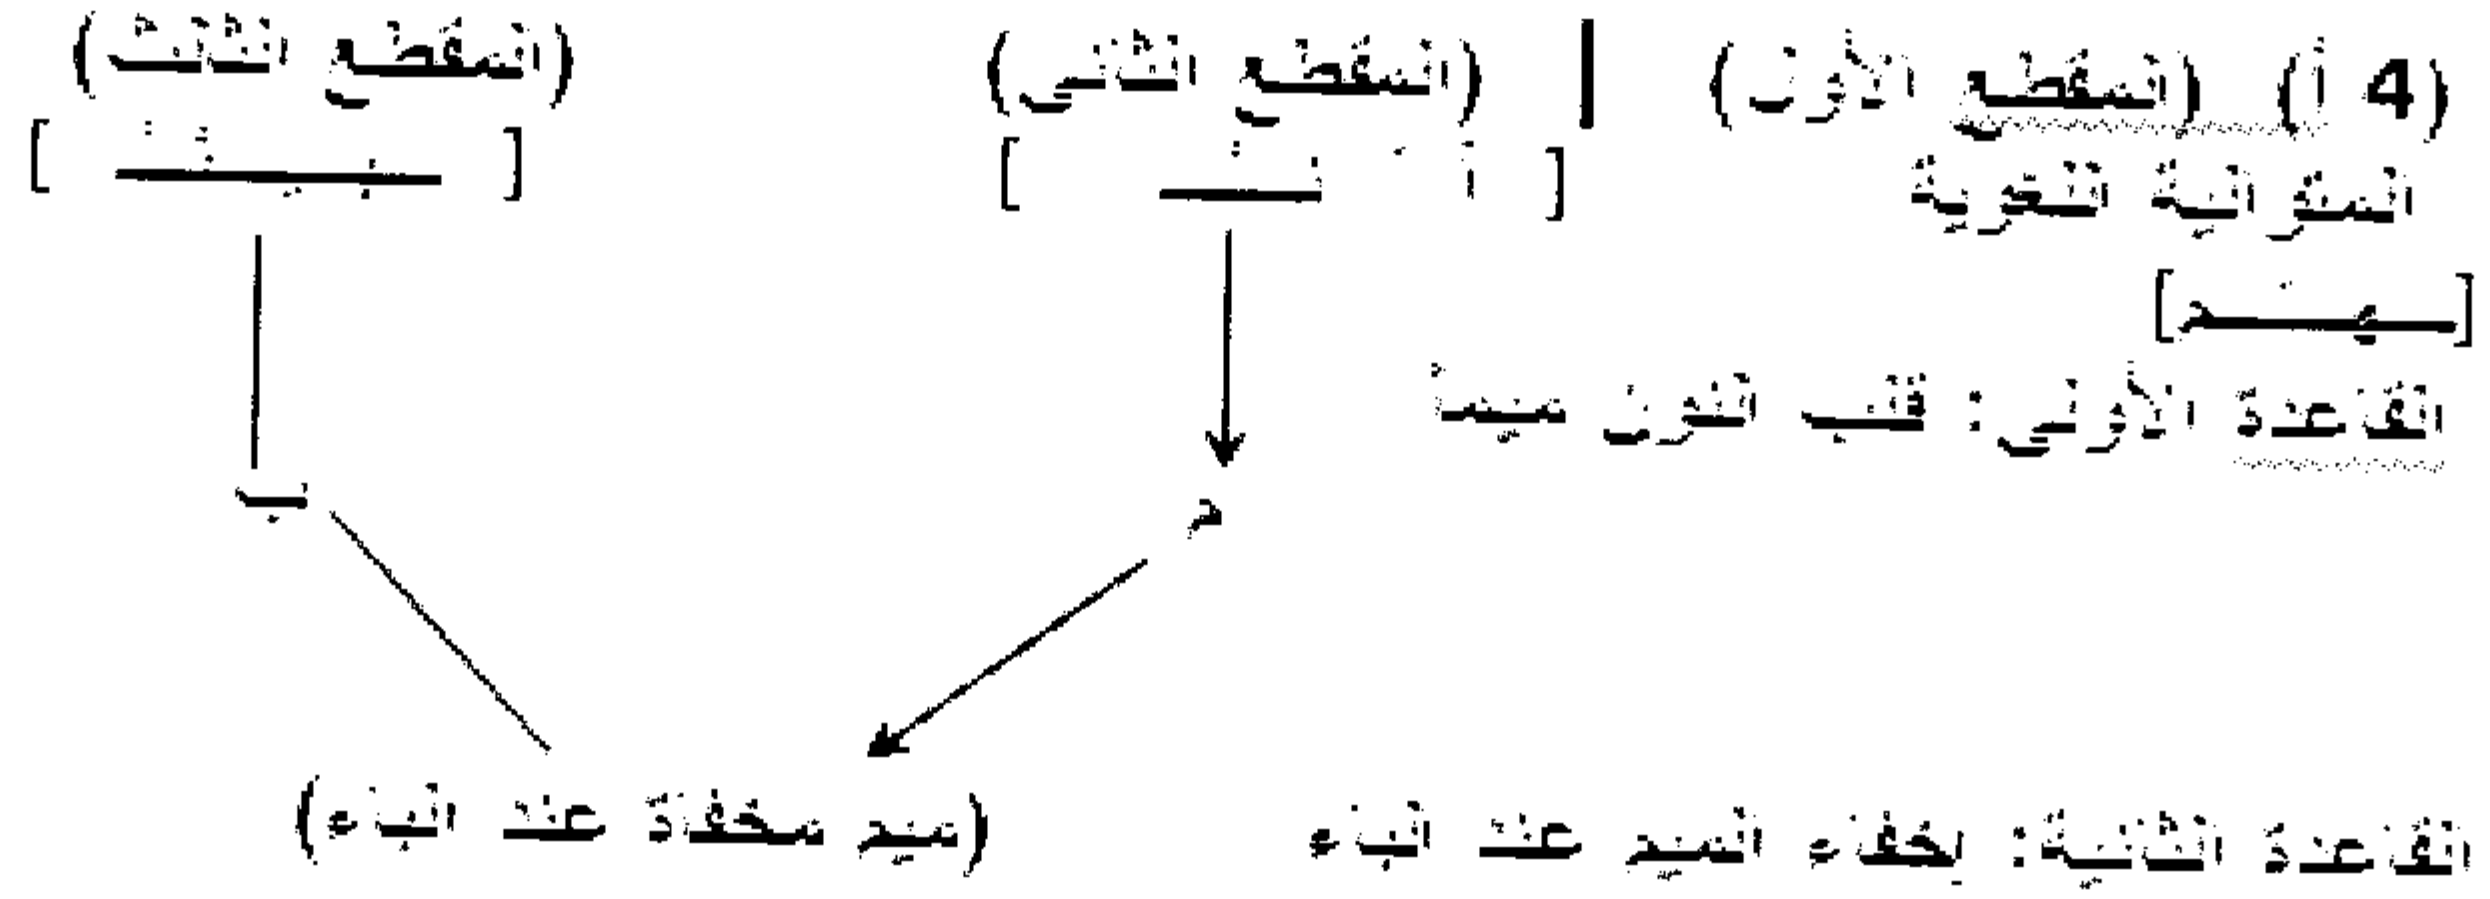 (4 أ) (المقطع الأول) | (المقطع الثاني) (المقطع الثالث)
المتوالية اللغوية
القاعدة الأولى: قلب النون ميماً
م ب
القاعدة الثانية: إخفاء الميم عند الباء (ميم مخفاة عند الباء)